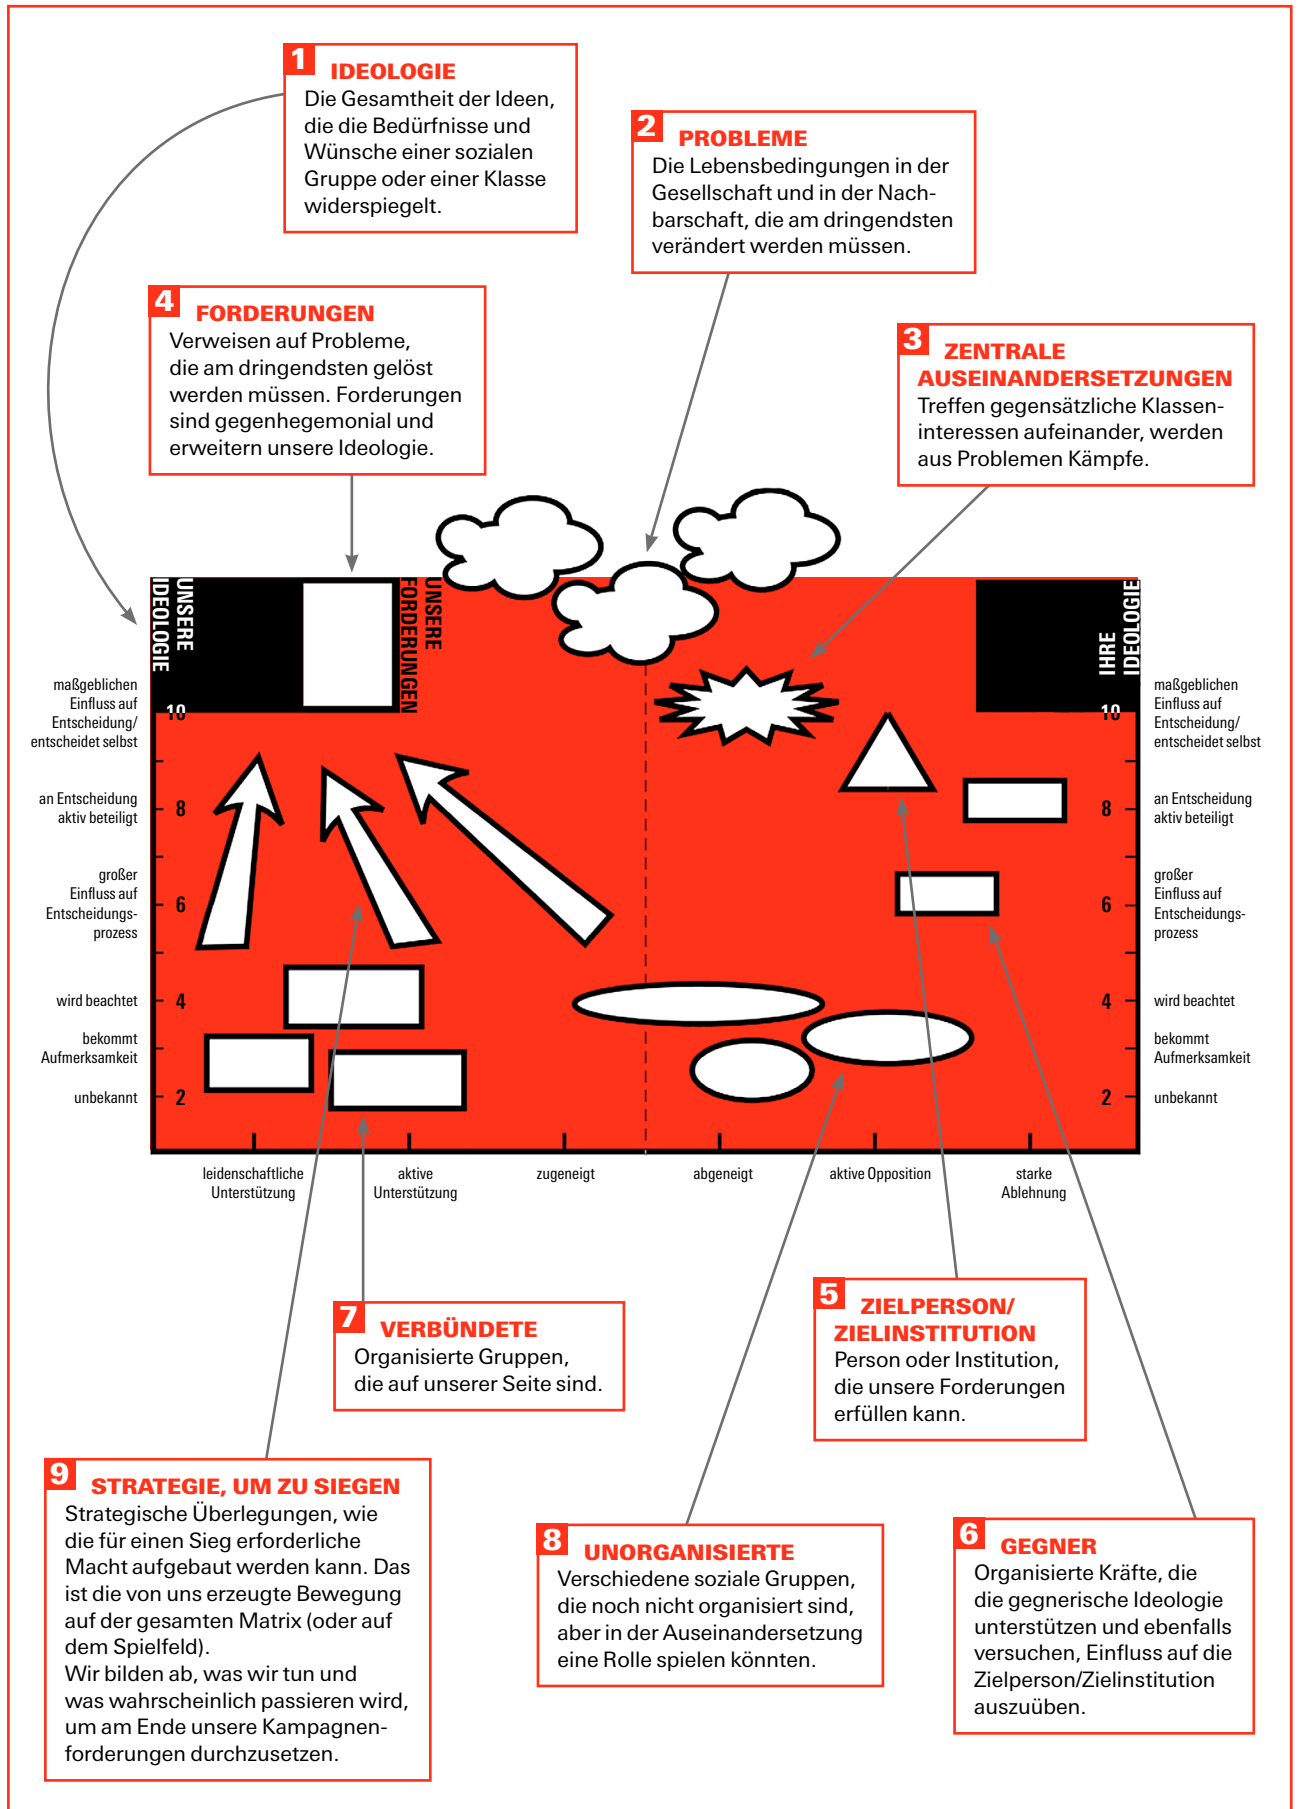 1 IDEOLOGIE
Die Gesamtheit der Ideen,
die die Bedürfnisse und
Wünsche einer sozialen
Gruppe oder einer Klasse
widerspiegelt.
2 PROBLEME
Die Lebensbedingungen in der
Gesellschaft und in der Nach-
barschaft, die am dringendsten
verändert werden müssen.
4 FORDERUNGEN
Verweisen auf Probleme,
die am dringendsten gelöst
werden müssen. Forderungen
sind gegenhegemonial und
erweitern unsere Ideologie.
3 ZENTRALE
AUSEINANDERSETZUNGEN
Treffen gegensätzliche Klassen-
interessen aufeinander, werden
aus Problemen Kämpfe.
UNSERE
IDEOLOGIE
UNSERE
FORDERUNGEN
IHRE
IDEOLOGIE
maßgeblichen
Einfluss auf
Entscheidung/
entscheidet selbst
10
an Entscheidung
aktiv beteiligt
8
großer
Einfluss auf
Entscheidungs-
prozess
6
wird beachtet
4
bekommt
Aufmerksamkeit
unbekannt
2
10
maßgeblichen
Einfluss auf
Entscheidung/
entscheidet selbst
8
an Entscheidung
aktiv beteiligt
6
großer
Einfluss auf
Entscheidungs-
prozess
4
wird beachtet
bekommt
Aufmerksamkeit
2
unbekannt
leidenschaftliche
Unterstützung
aktive
Unterstützung
zugeneigt
abgeneigt
aktive Opposition
starke
Ablehnung
5 ZIELPERSON/
ZIELINSTITUTION
Person oder Institution,
die unsere Forderungen
erfüllen kann.
7 VERBÜNDETE
Organisierte Gruppen,
die auf unserer Seite sind.
9 STRATEGIE, UM ZU SIEGEN
Strategische Überlegungen, wie
die für einen Sieg erforderliche
Macht aufgebaut werden kann. Das
ist die von uns erzeugte Bewegung
auf der gesamten Matrix (oder auf
dem Spielfeld).
Wir bilden ab, was wir tun und
was wahrscheinlich passieren wird,
um am Ende unsere Kampagnen-
forderungen durchzusetzen.
8 UNORGANISIERTE
Verschiedene soziale Gruppen,
die noch nicht organisiert sind,
aber in der Auseinandersetzung
eine Rolle spielen könnten.
6 GEGNER
Organisierte Kräfte, die
die gegnerische Ideologie
unterstützen und ebenfalls
versuchen, Einfluss auf die
Zielperson/Zielinstitution
auszuüben.